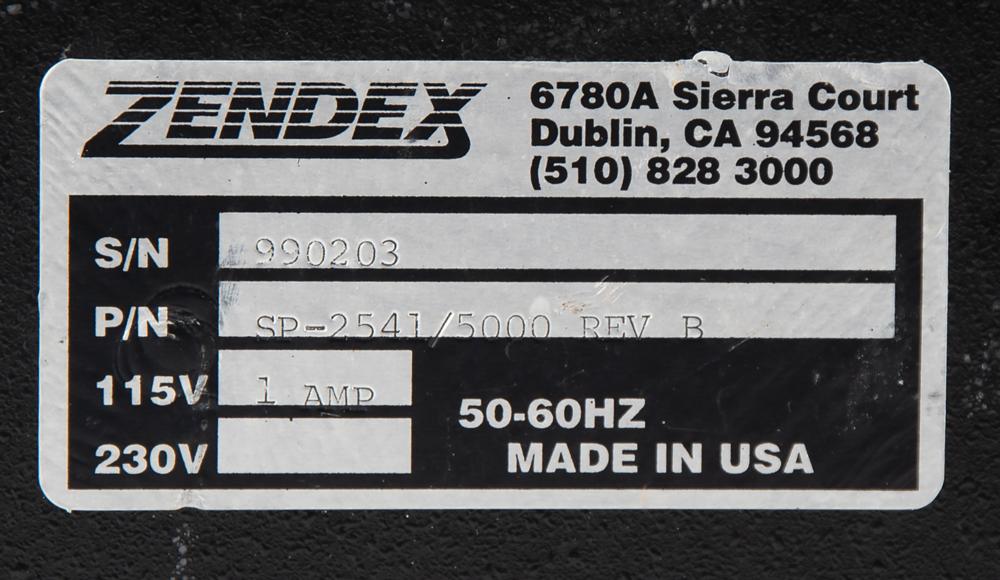 ZENDEX
6780A Sierra Court
Dublin, CA 94568
(510) 828 3000
S/N 990203
P/N SP-2541/5000 REV B
115V 1 AMP
230V
50-60HZ
MADE IN USA